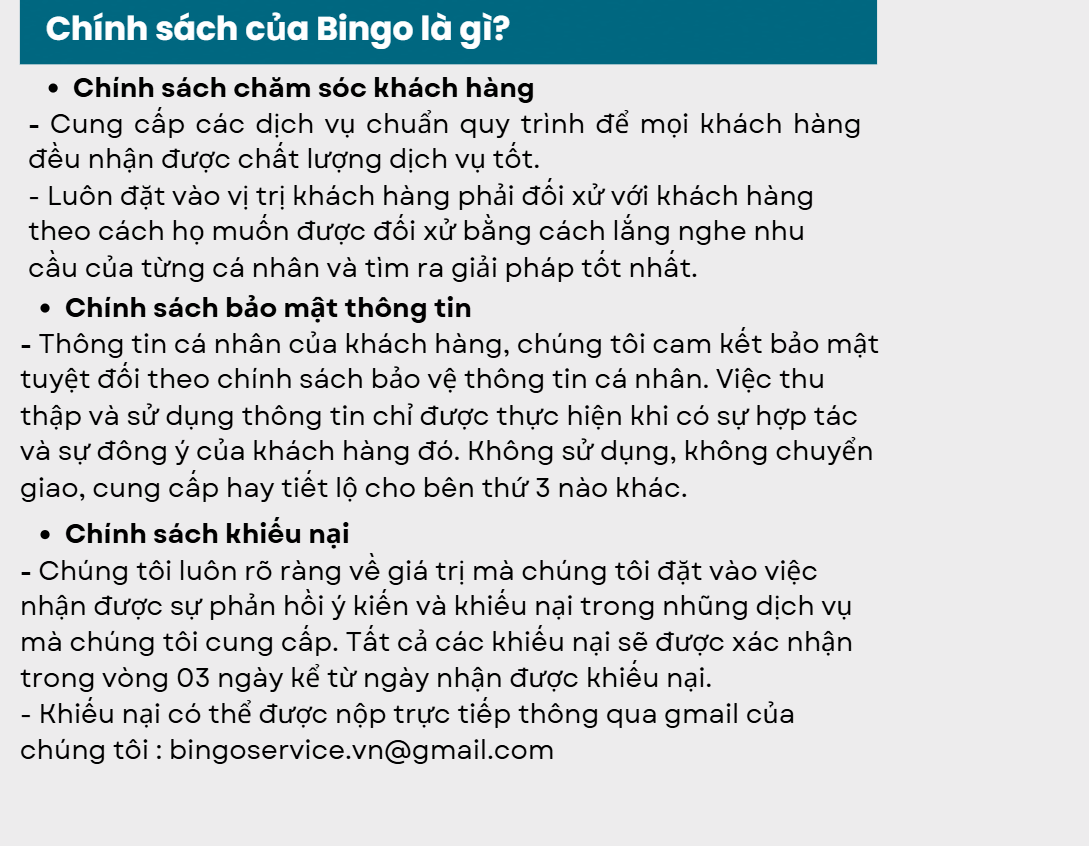 Chính sách của Bingo là gì?
• Chính sách chăm sóc khách hàng
- Cung cấp các dịch vụ chuẩn quy trình để mọi khách hàng
đều nhận được chất lượng dịch vụ tốt.
- Luôn đặt vào vị trị khách hàng phải đối xử với khách hàng
theo cách họ muốn được đối xử bằng cách lắng nghe nhu
cầu của từng cá nhân và tìm ra giải pháp tốt nhất.
• Chính sách bảo mật thông tin
- Thông tin cá nhân của khách hàng, chúng tôi cam kết bảo mật
tuyệt đối theo chính sách bảo vệ thông tin cá nhân. Việc thu
thập và sử dụng thông tin chỉ được thực hiện khi có sự hợp tác
và sự đông ý của khách hàng đó. Không sử dụng, không chuyển
giao, cung cấp hay tiết lộ cho bên thứ 3 nào khác.
• Chính sách khiếu nại
- Chúng tôi luôn rõ ràng về giá trị mà chúng tôi đặt vào việc
nhận được sự phản hồi ý kiến và khiếu nại trong nhũng dịch vụ
mà chúng tôi cung cấp. Tất cả các khiếu nại sẽ được xác nhận
trong vòng 03 ngày kể từ ngày nhận được khiếu nại.
- Khiếu nại có thể được nộp trực tiếp thông qua gmail của
chúng tôi : bingoservice.vn@gmail.com